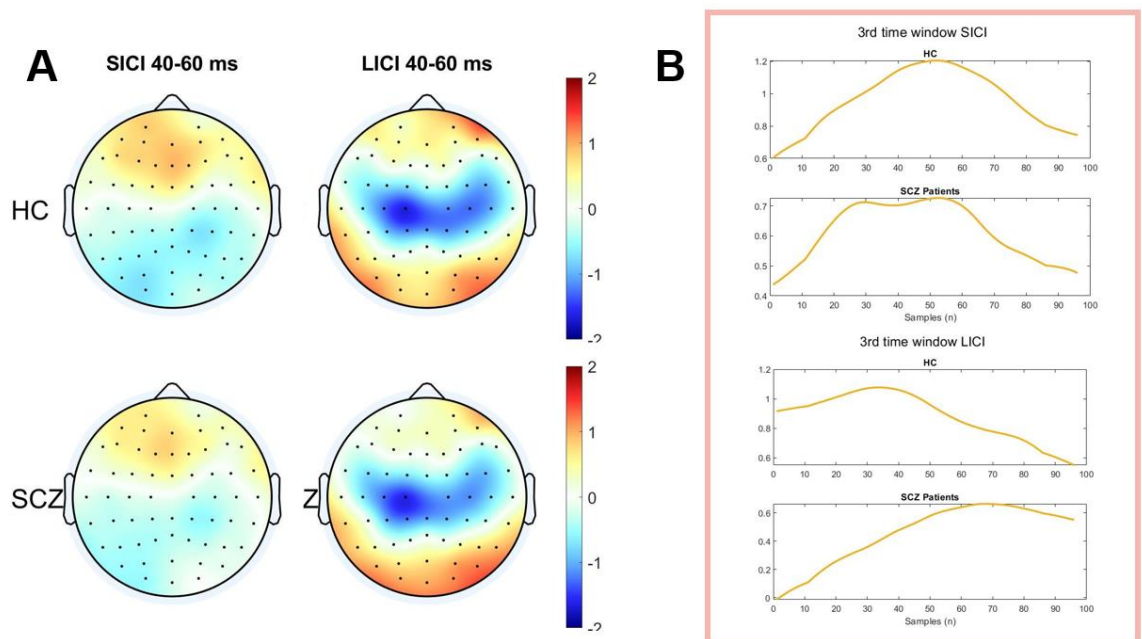 A
SICI 40-60 ms
LICI 40-60 ms
HC
2
1
0
-1
-2
SCZ
Z
2
1
0
-1
-2
B
3rd time window SICI
HC
1.2
1
0.8
0.6
0 10 20 30 40 50 60 70 80 90 100
SCZ Patients
0.7
0.6
0.5
0.4
0 10 20 30 40 50 60 70 80 90 100
Samples (n)
3rd time window LICI
HC
1.2
1
0.8
0.6
0 10 20 30 40 50 60 70 80 90 100
SCZ Patients
0.6
0.4
0.2
0
0 10 20 30 40 50 60 70 80 90 100
Samples (n)